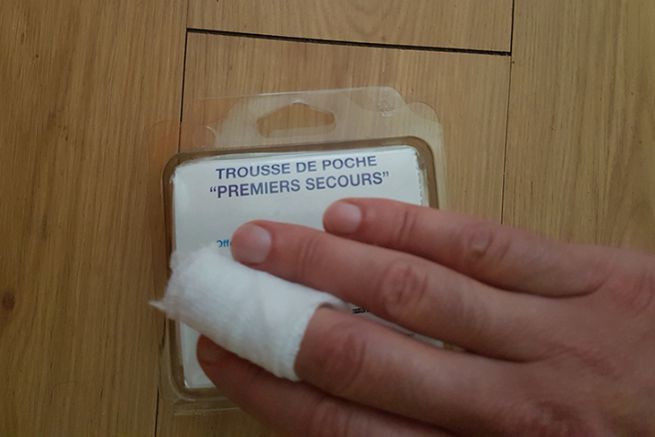 TROUSSE DE POCHE
"PREMIERS SECOURS"